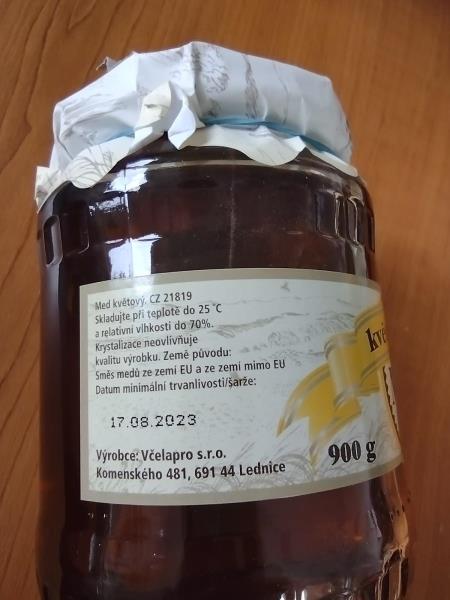 Med květový. CZ 21819
Skladujte při teplotě do 25 °C
a relativní vlhkosti do 70%.
Krystalizace neovlivňuje
kvalitu výrobku. Země původu:
Směs medů ze zemí EU a ze zemí mimo EU
Datum minimální trvanlivosti/šarže:
17.08.2023
Výrobce: Včelapro s.r.o.
Komenského 481, 691 44 Lednice
900 g